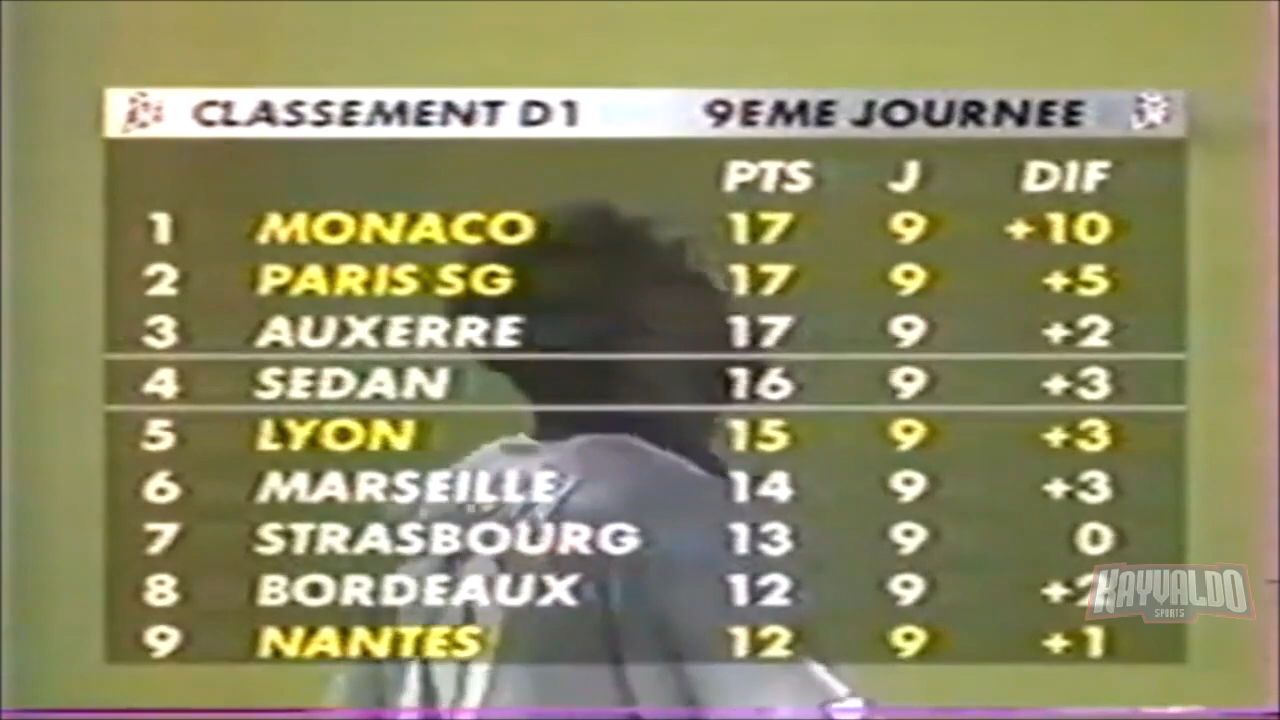 CLASSEMENT D1 9EME JOURNEE
PTS J DIF
1 MONACO 17 9 +10
2 PARIS SG 17 9 +5
3 AUXERRE 17 9 +2
4 SEDAN 16 9 +3
5 LYON 15 9 +3
6 MARSEILLE 14 9 +3
7 STRASBOURG 13 9 0
8 BORDEAUX 12 9 +2
9 NANTES 12 9 +1
KAYVALDO
SPORTS